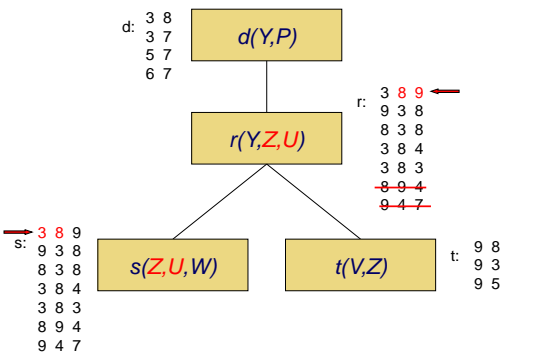 d:
3 8
3 7
5 7
6 7
d(Y,P)
r:
3 8 9
9 3 8
8 3 8
3 8 4
3 8 3
8 9 4
9 4 7
r(Y,Z,U)
s:
3 8 9
9 3 8
8 3 8
3 8 4
3 8 3
8 9 4
9 4 7
s(Z,U,W)
t(V,Z)
t:
9 8
9 3
9 5